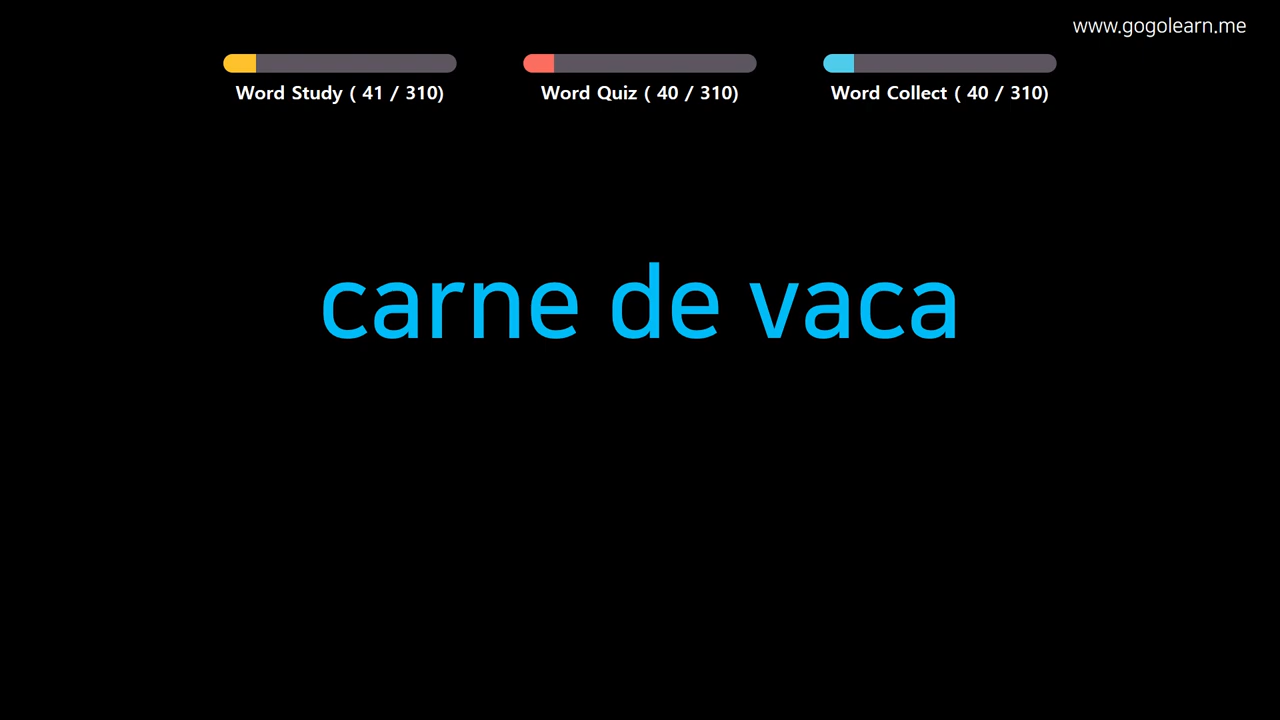 www.gogolearn.me
Word Study ( 41 / 310)
Word Quiz ( 40 / 310)
Word Collect ( 40 / 310)
carne de vaca